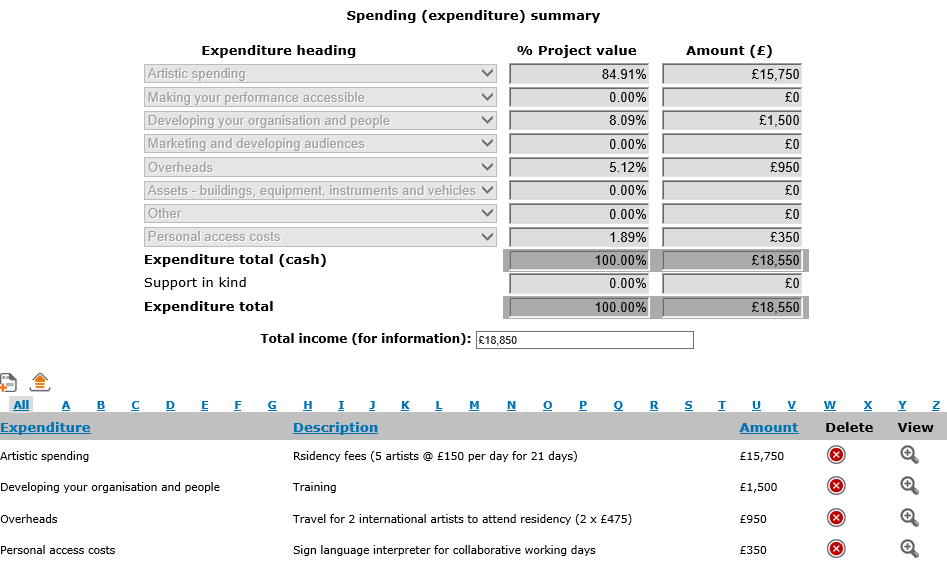 Spending (expenditure) summary
Expenditure heading % Project value Amount (£)
Artistic spending 84.91% £15,750
Making your performance accessible 0.00% £0
Developing your organisation and people 8.09% £1,500
Marketing and developing audiences 0.00% £0
Overheads 5.12% £950
Assets - buildings, equipment, instruments and vehicles 0.00% £0
Other 0.00% £0
Personal access costs 1.89% £350
Expenditure total (cash) 100.00% £18,550
Support in kind 0.00% £0
Expenditure total 100.00% £18,550
Total income (for information): £18,850
All A B C D E F G H I J K L M N O P Q R S T U V W X Y Z
Expenditure Description Amount Delete View
Artistic spending Rsidency fees (5 artists @ £150 per day for 21 days) £15,750
Developing your organisation and people Training £1,500
Overheads Travel for 2 international artists to attend residency (2 x £475) £950
Personal access costs Sign language interpreter for collaborative working days £350